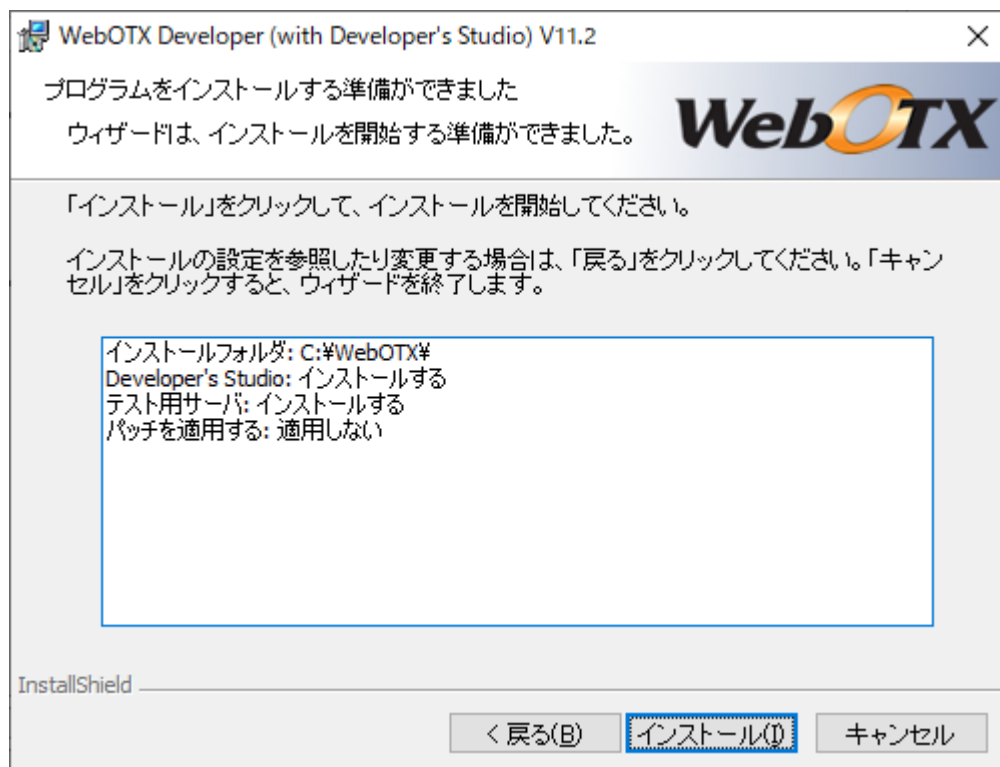 WebOTX Developer (with Developer's Studio) V11.2
プログラムをインストールする準備ができました
ウィザードは、インストールを開始する準備ができました。
WebOTX
「インストール」をクリックして、インストールを開始してください。
インストールの設定を参照したり変更する場合は、「戻る」をクリックしてください。「キャン
セル」をクリックすると、ウィザードを終了します。
インストールフォルダ: C:¥WebOTX¥
Developer's Studio: インストールする
テスト用サーバ: インストールする
パッチを適用する: 適用しない
InstallShield
< 戻る(B)
インストール(I)
キャンセル